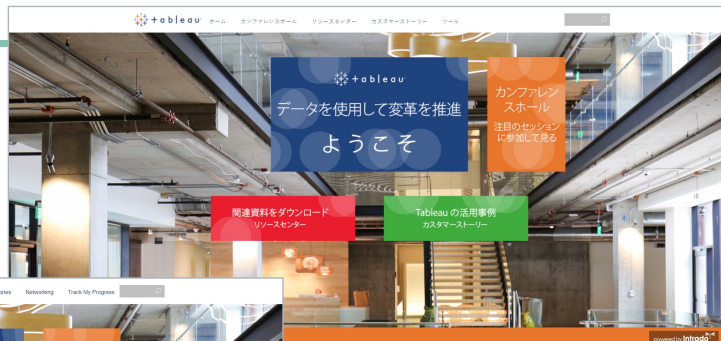 +ableau
ホーム カンファレンスホール リソースセンター カスタマーストーリー ツール
+ableau
データを使用して変革を推進
ようこそ
カンファレン
スホール
注目のセッション
に参加して見る
関連資料をダウンロード
リソースセンター
Tableau の活用事例
カスタマーストーリー
ories Networking Track My Progress
powered by Intrado